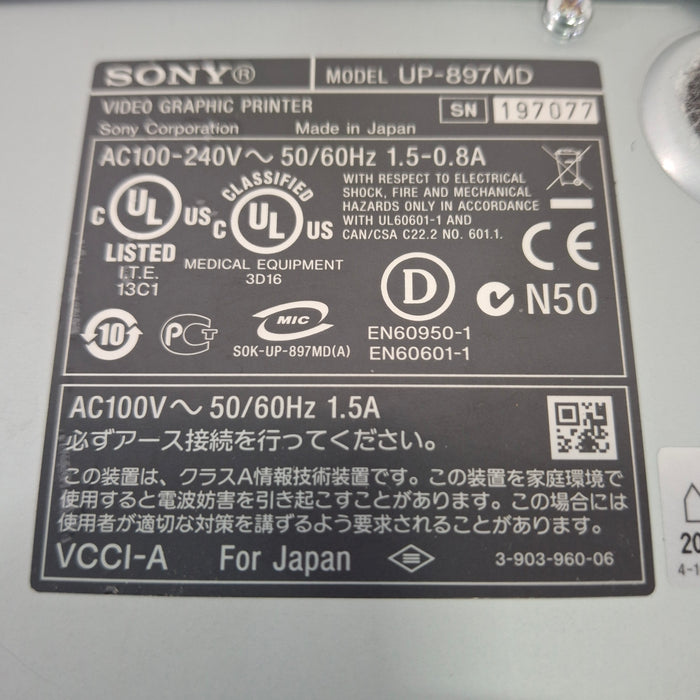 SONY® MODEL UP-897MD
VIDEO GRAPHIC PRINTER SN 197077
Sony Corporation Made in Japan
AC100-240V～ 50/60Hz 1.5-0.8A
C UL US
LISTED
I.T.E.
13C1
CLASSIFIED
C UL US
MEDICAL EQUIPMENT
3D16
WITH RESPECT TO ELECTRICAL
SHOCK, FIRE AND MECHANICAL
HAZARDS ONLY IN ACCORDANCE
WITH UL60601-1 AND
CAN/CSA C22.2 NO. 601.1.
CE
D
N50
10
PCT
MIC
SOK-UP-897MD(A)
EN60950-1
EN60601-1
AC100V～ 50/60Hz 1.5A
必ずアース接続を行ってください。
この装置は、クラスA情報技術装置です。この装置を家庭環境で
使用すると電波妨害を引き起こすことがあります。この場合には
使用者が適切な対策を講ずるよう要求されることがあります。
VCCI-A For Japan 3-903-960-06
20
4-1